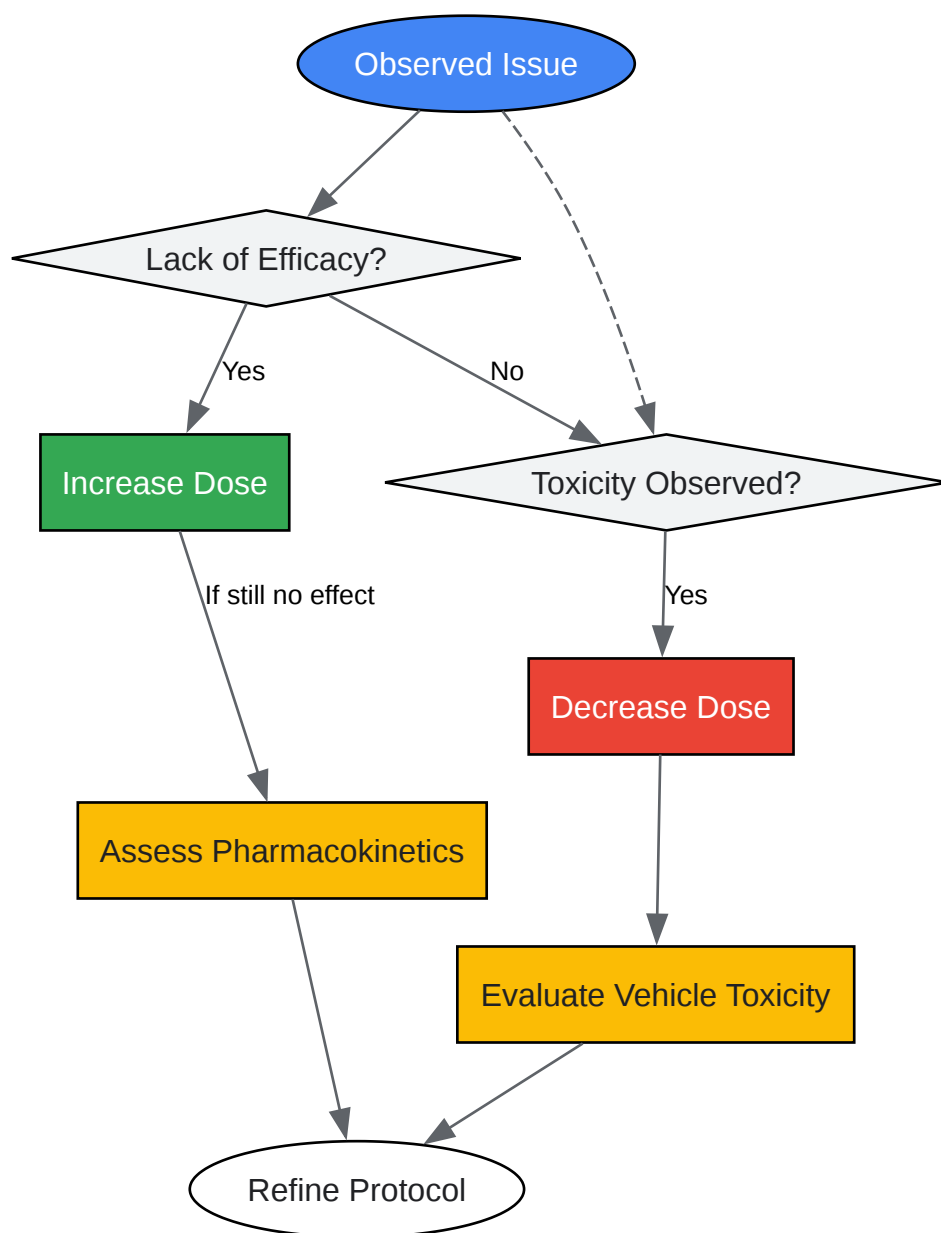 Observed Issue
Lack of Efficacy?
Yes
No
Increase Dose
Toxicity Observed?
If still no effect
Yes
Decrease Dose
Assess Pharmacokinetics
Evaluate Vehicle Toxicity
Refine Protocol